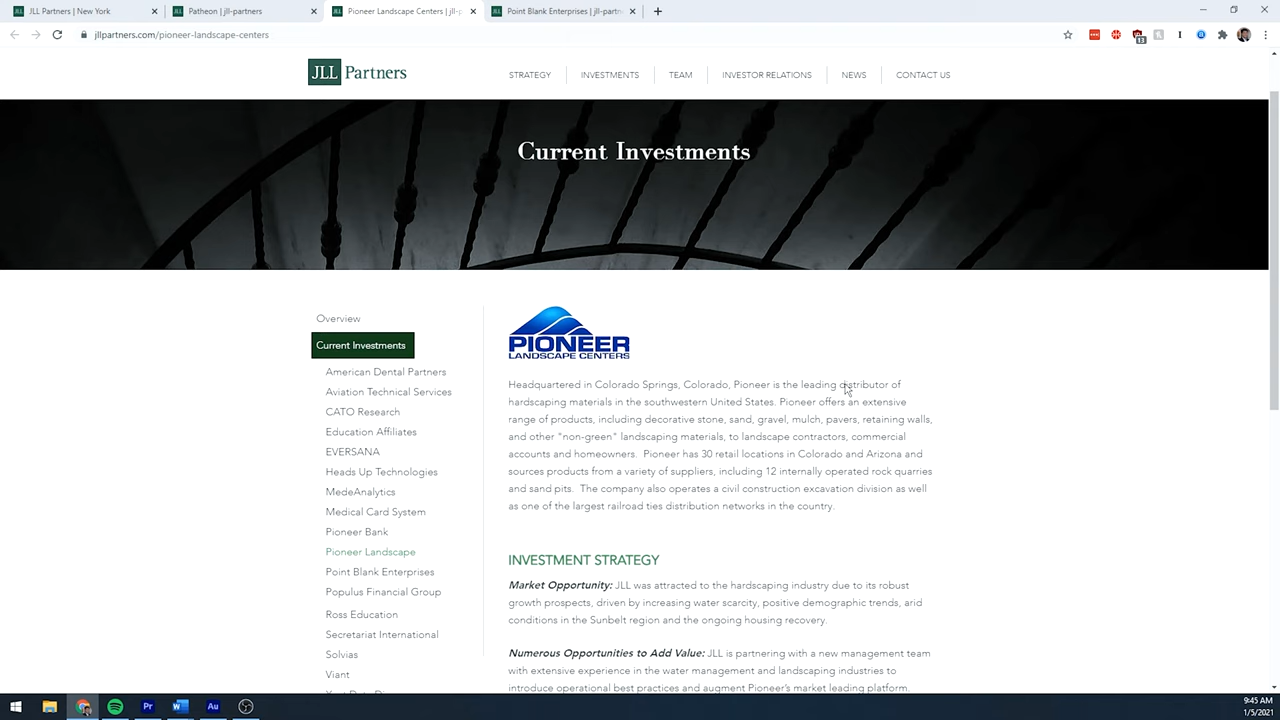 JLL Partners | New York
Patheon | jll-partners
Pioneer Landscape Centers | jll-p
Point Blank Enterprises | jll-partn
jllpartners.com/pioneer-landscape-centers
13
JLL Partners
STRATEGY
INVESTMENTS
TEAM
INVESTOR RELATIONS
NEWS
CONTACT US
Current Investments
Overview
Current Investments
American Dental Partners
Aviation Technical Services
CATO Research
Education Affiliates
EVERSANA
Heads Up Technologies
MedeAnalytics
Medical Card System
Pioneer Bank
Pioneer Landscape
Point Blank Enterprises
Populus Financial Group
Ross Education
Secretariat International
Solvias
Viant
PIONEER
LANDSCAPE CENTERS
Headquartered in Colorado Springs, Colorado, Pioneer is the leading distributor of
hardscaping materials in the southwestern United States. Pioneer offers an extensive
range of products, including decorative stone, sand, gravel, mulch, pavers, retaining walls,
and other "non-green" landscaping materials, to landscape contractors, commercial
accounts and homeowners. Pioneer has 30 retail locations in Colorado and Arizona and
sources products from a variety of suppliers, including 12 internally operated rock quarries
and sand pits. The company also operates a civil construction excavation division as well
as one of the largest railroad ties distribution networks in the country.
INVESTMENT STRATEGY
Market Opportunity: JLL was attracted to the hardscaping industry due to its robust
growth prospects, driven by increasing water scarcity, positive demographic trends, arid
conditions in the Sunbelt region and the ongoing housing recovery.
Numerous Opportunities to Add Value: JLL is partnering with a new management team
with extensive experience in the water management and landscaping industries to
introduce operational best practices and augment Pioneer's market leading platform.
Pr
Au
9:45 AM
1/5/2021